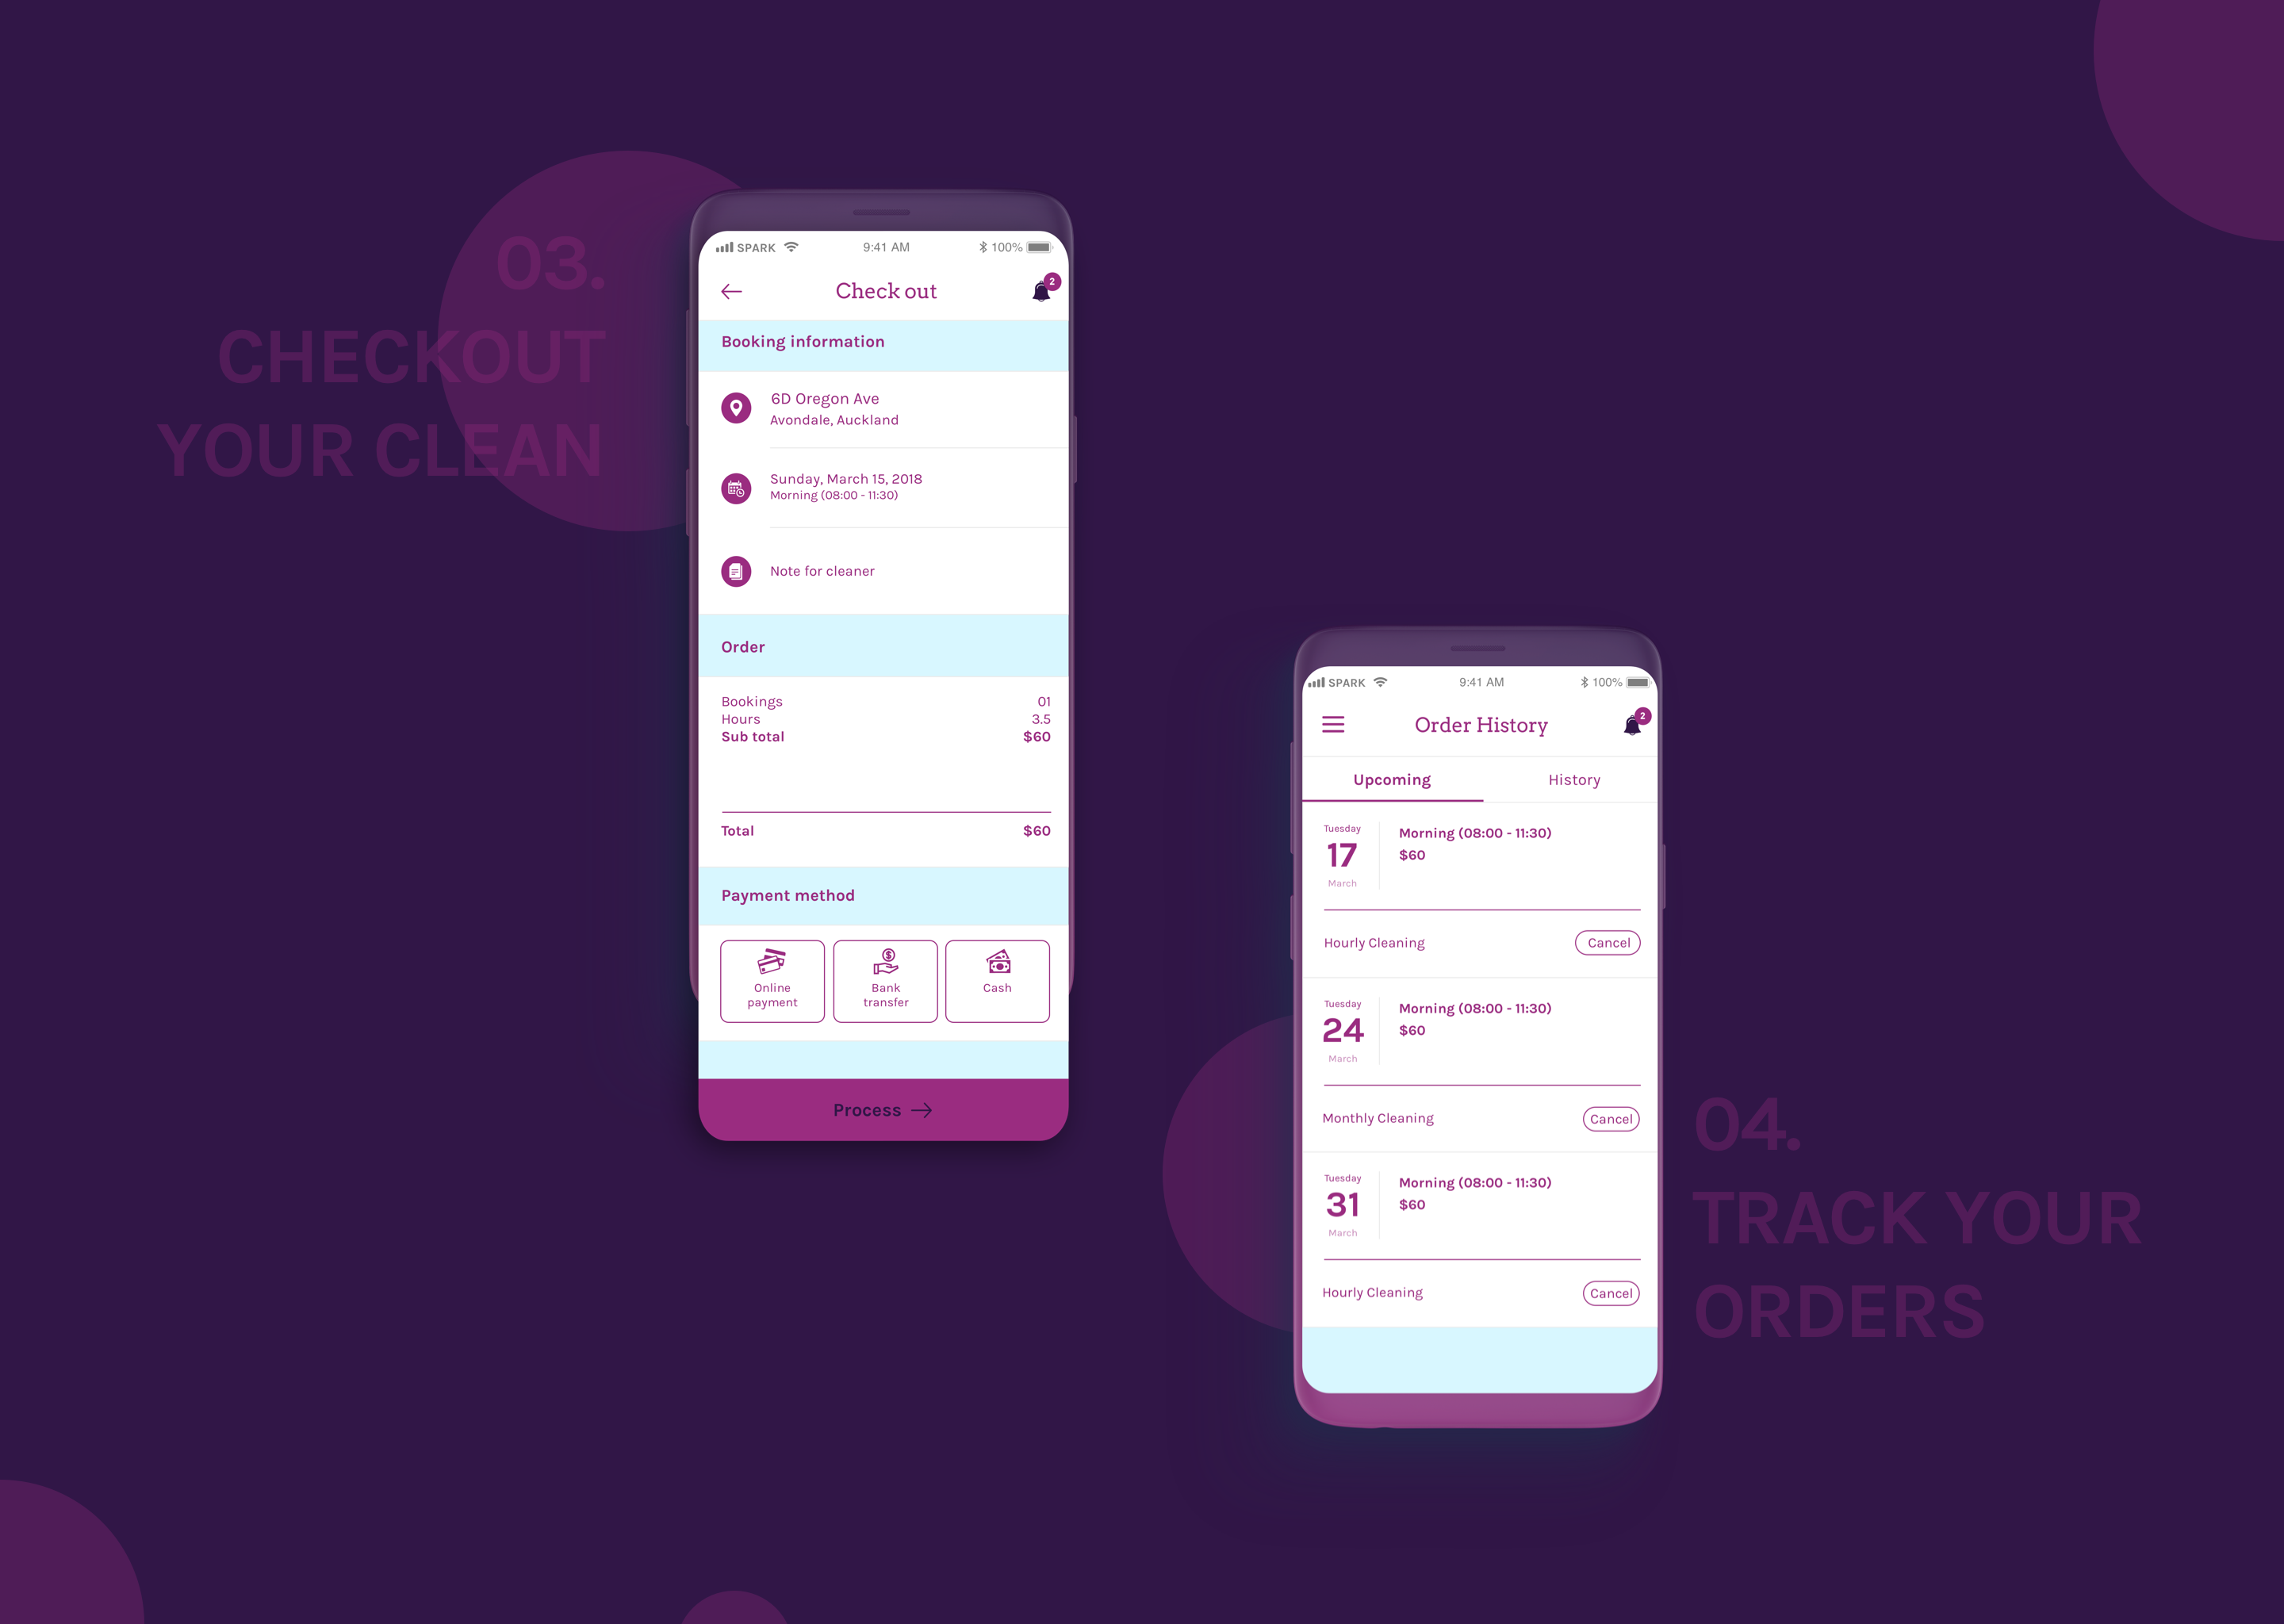 03.
CHECKOUT
YOUR CLEAN
SPARK 9:41 AM 100%
Check out 2
Booking information
6D Oregon Ave
Avondale, Auckland
Sunday, March 15, 2018
Morning (08:00 - 11:30)
Note for cleaner
Order
Bookings 01
Hours 3.5
Sub total $60
Total $60
Payment method
Online payment
Bank transfer
Cash
Process
SPARK 9:41 AM 100%
Order History 2
Upcoming History
Tuesday
17
March
Morning (08:00 - 11:30)
$60
Hourly Cleaning Cancel
Tuesday
24
March
Morning (08:00 - 11:30)
$60
Monthly Cleaning Cancel
Tuesday
31
March
Morning (08:00 - 11:30)
$60
Hourly Cleaning Cancel
04.
TRACK YOUR
ORDERS